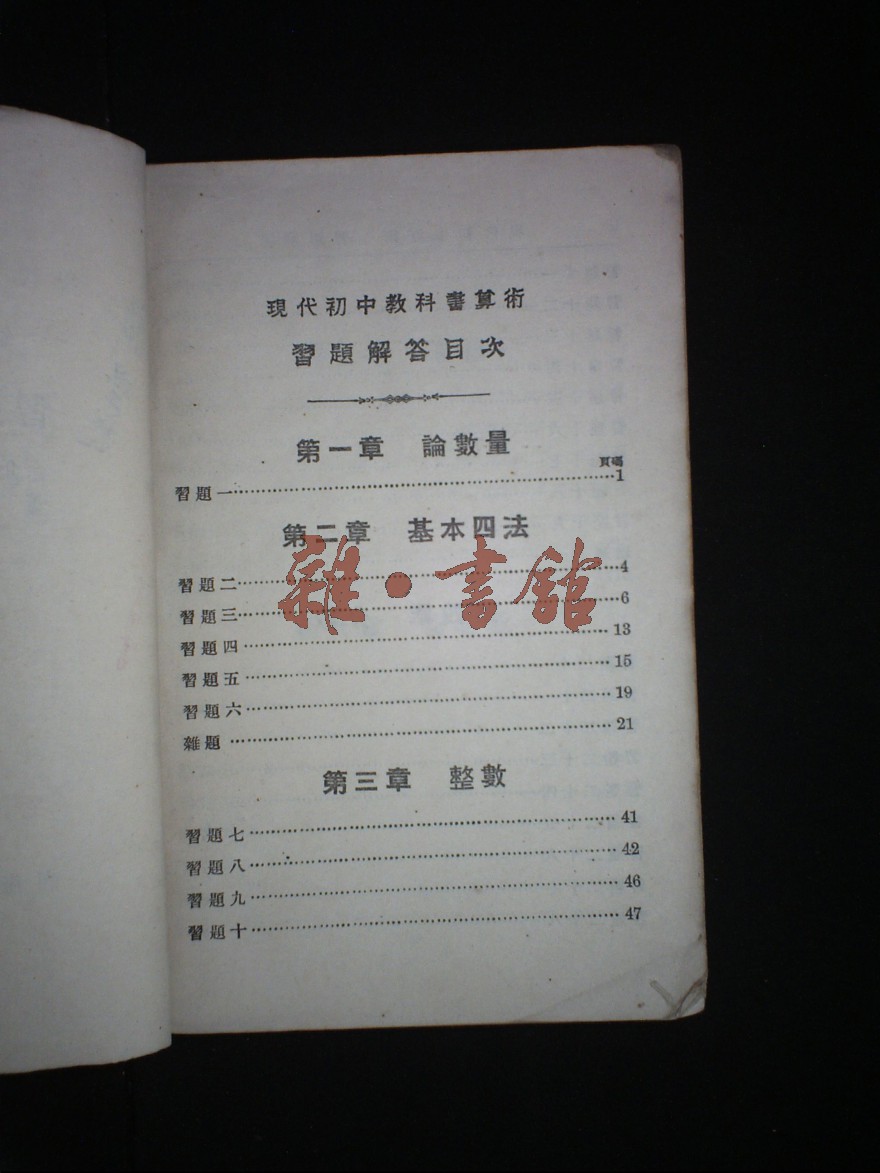 現代初中教科書算術
習題解答目次
第一章 論數量
頁碼
習題一……1
第二章 基本四法
習題二……4
習題三……6
習題四……13
習題五……15
習題六……19
雜題……21
第三章 整數
習題七……41
習題八……42
習題九……46
習題十……47
雜·書館